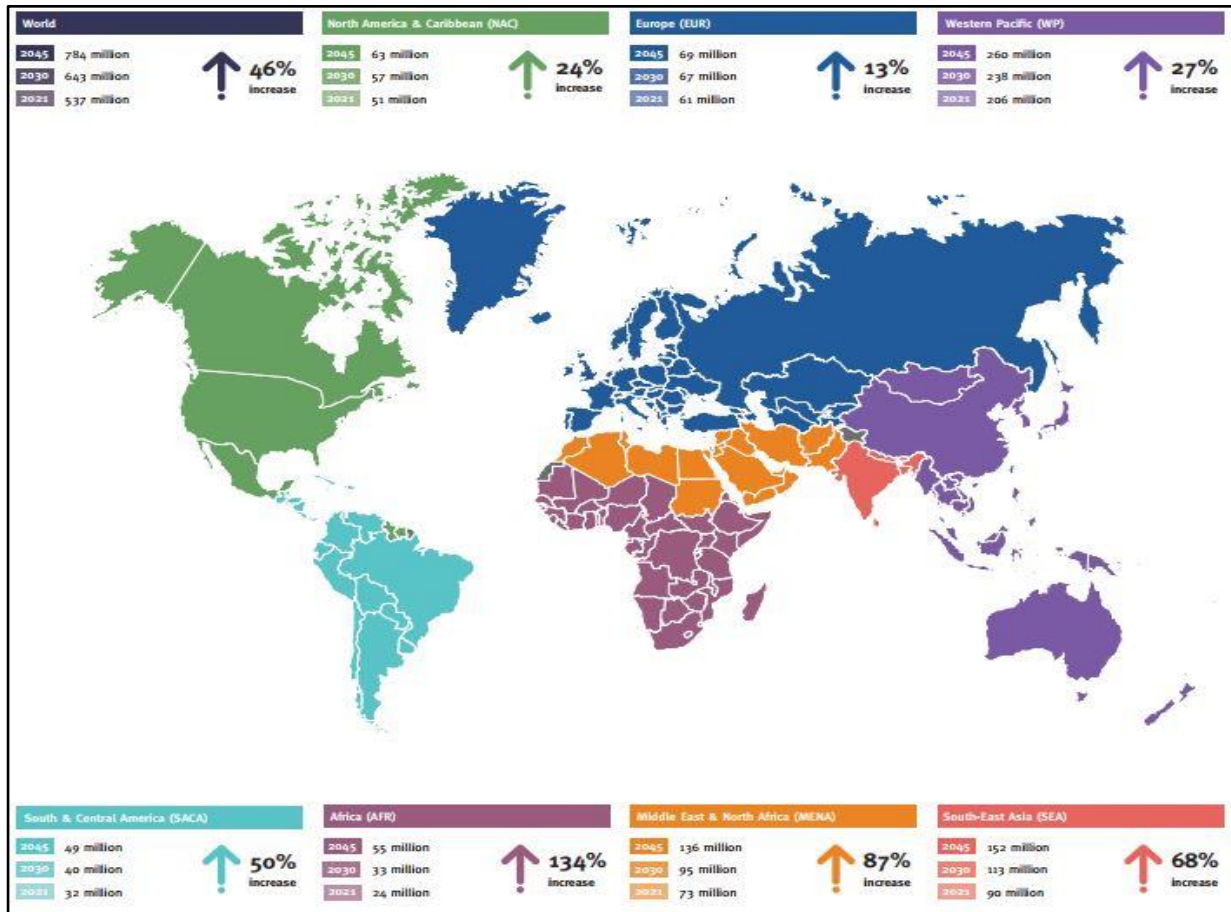 World
2045 784 million
2030 643 million
2021 537 million
46%
increase
North America & Caribbean (NAC)
2045 63 million
2030 57 million
2021 51 million
24%
increase
Europe (EUR)
2045 69 million
2030 67 million
2021 61 million
13%
increase
Western Pacific (WP)
2045 260 million
2030 238 million
2021 206 million
27%
increase
South & Central America (SACA)
2045 49 million
2030 40 million
2021 32 million
50%
increase
Africa (AFR)
2045 55 million
2030 33 million
2021 24 million
134%
increase
Middle East & North Africa (MENA)
2045 136 million
2030 95 million
2021 73 million
87%
increase
South-East Asia (SEA)
2045 152 million
2030 113 million
2021 90 million
68%
increase